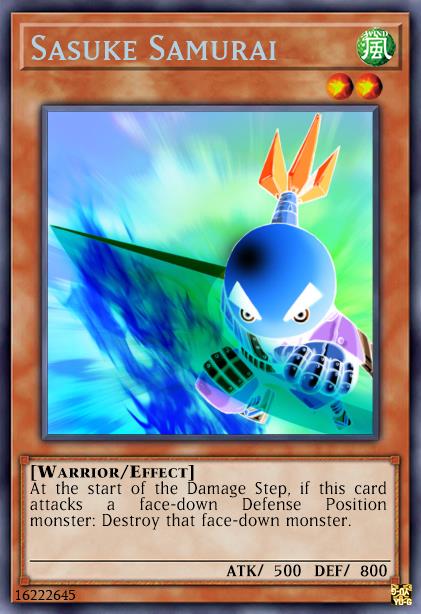 Sasuke Samurai
WIND
風
[Warrior/Effect]
At the start of the Damage Step, if this card
attacks a face-down Defense Position
monster: Destroy that face-down monster.
ATK/ 500 DEF/ 800
16222645